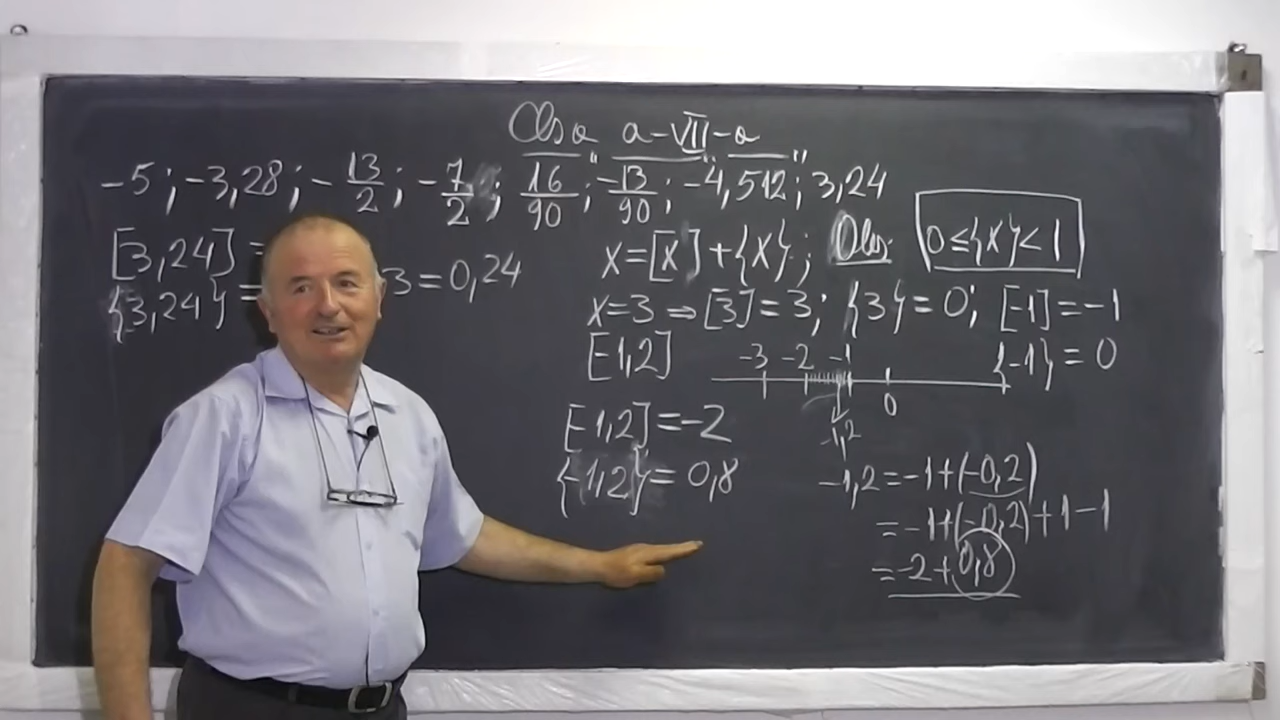 Clsa a-VII-a
-5; -3,28; -13/2; -7/2; 16/90; -13/90; -4,512; 3,24
[3,24] =
{3,24} = 3 = 0,24
x = [x] + {x}; Obs: 0 ≤ {x} < 1
x = 3 ⇒ [3] = 3; {3} = 0; [-1] = -1
{-1} = 0
[-1,2]
-3 -2 -1
0
-1,2
[-1,2] = -2
{-1,2} = 0,8
-1,2 = -1 + (-0,2)
= -1 + (-0,2) + 1 - 1
= -2 + 0,8